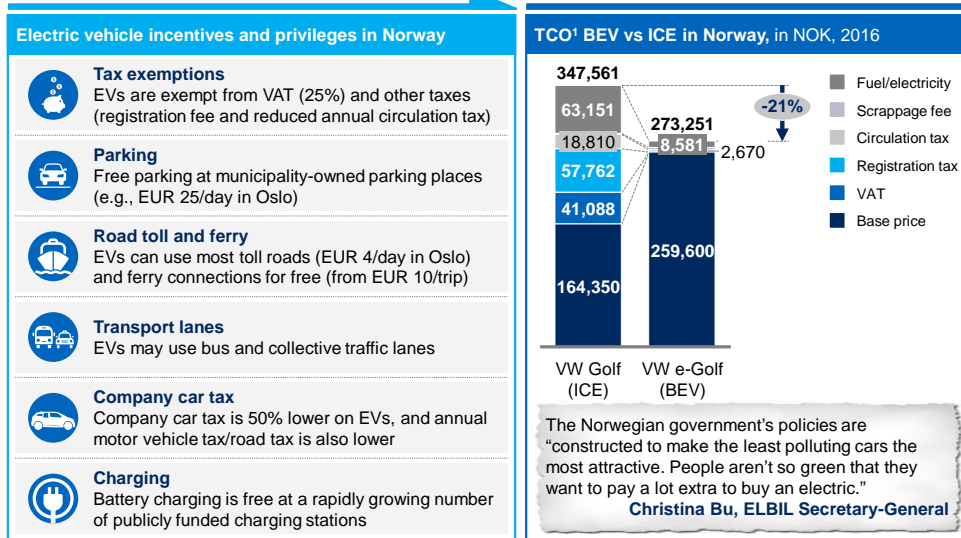 Electric vehicle incentives and privileges in Norway
Tax exemptions
EVs are exempt from VAT (25%) and other taxes
(registration fee and reduced annual circulation tax)
Parking
Free parking at municipality-owned parking places
(e.g., EUR 25/day in Oslo)
Road toll and ferry
EVs can use most toll roads (EUR 4/day in Oslo)
and ferry connections for free (from EUR 10/trip)
Transport lanes
EVs may use bus and collective traffic lanes
Company car tax
Company car tax is 50% lower on EVs, and annual
motor vehicle tax/road tax is also lower
Charging
Battery charging is free at a rapidly growing number
of publicly funded charging stations
TCO¹ BEV vs ICE in Norway, in NOK, 2016
347,561
63,151
18,810
57,762
41,088
164,350
VW Golf
(ICE)
273,251
8,581
2,670
259,600
VW e-Golf
(BEV)
-21%
Fuel/electricity
Scrappage fee
Circulation tax
Registration tax
VAT
Base price
The Norwegian government's policies are
“constructed to make the least polluting cars the
most attractive. People aren't so green that they
want to pay a lot extra to buy an electric.”
Christina Bu, ELBIL Secretary-General